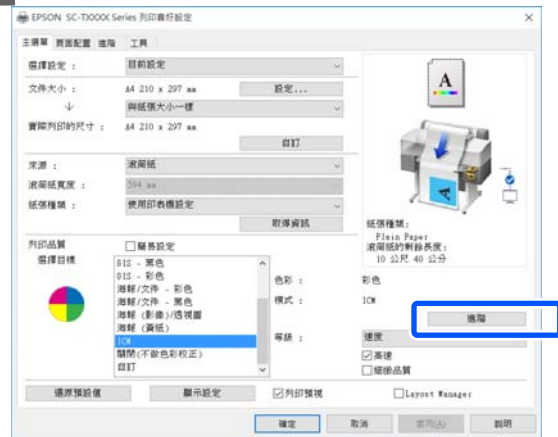 EPSON SC-TXXXX Series 列印喜好設定
主選單 頁面配置 進階 工具
選擇設定 : 目前設定
文件大小 : A4 210 x 297 mm 設定...
與紙張大小一樣
實際列印的尺寸 : A4 210 x 297 mm
自訂
來源 : 滾筒紙
滾筒紙寬度 : 594 mm
紙張種類 : 使用印表機設定
取得資訊
紙張種類:
Plain Paper
滾筒紙的剩餘長度:
10 公尺 40 公分
列印品質 簡易設定
選擇目標
GIS - 黑色
GIS - 彩色
海報/文件 - 彩色
海報/文件 - 黑色
海報 (影像)/透視圖
海報 (黃紙)
ICM
關閉(不做色彩校正)
自訂
色彩 : 彩色
模式 : ICM
進階
等級 : 速度
高速
細緻品質
還原預設值 顯示設定 列印預視 Layout Manager
確定 取消 套用(A) 說明